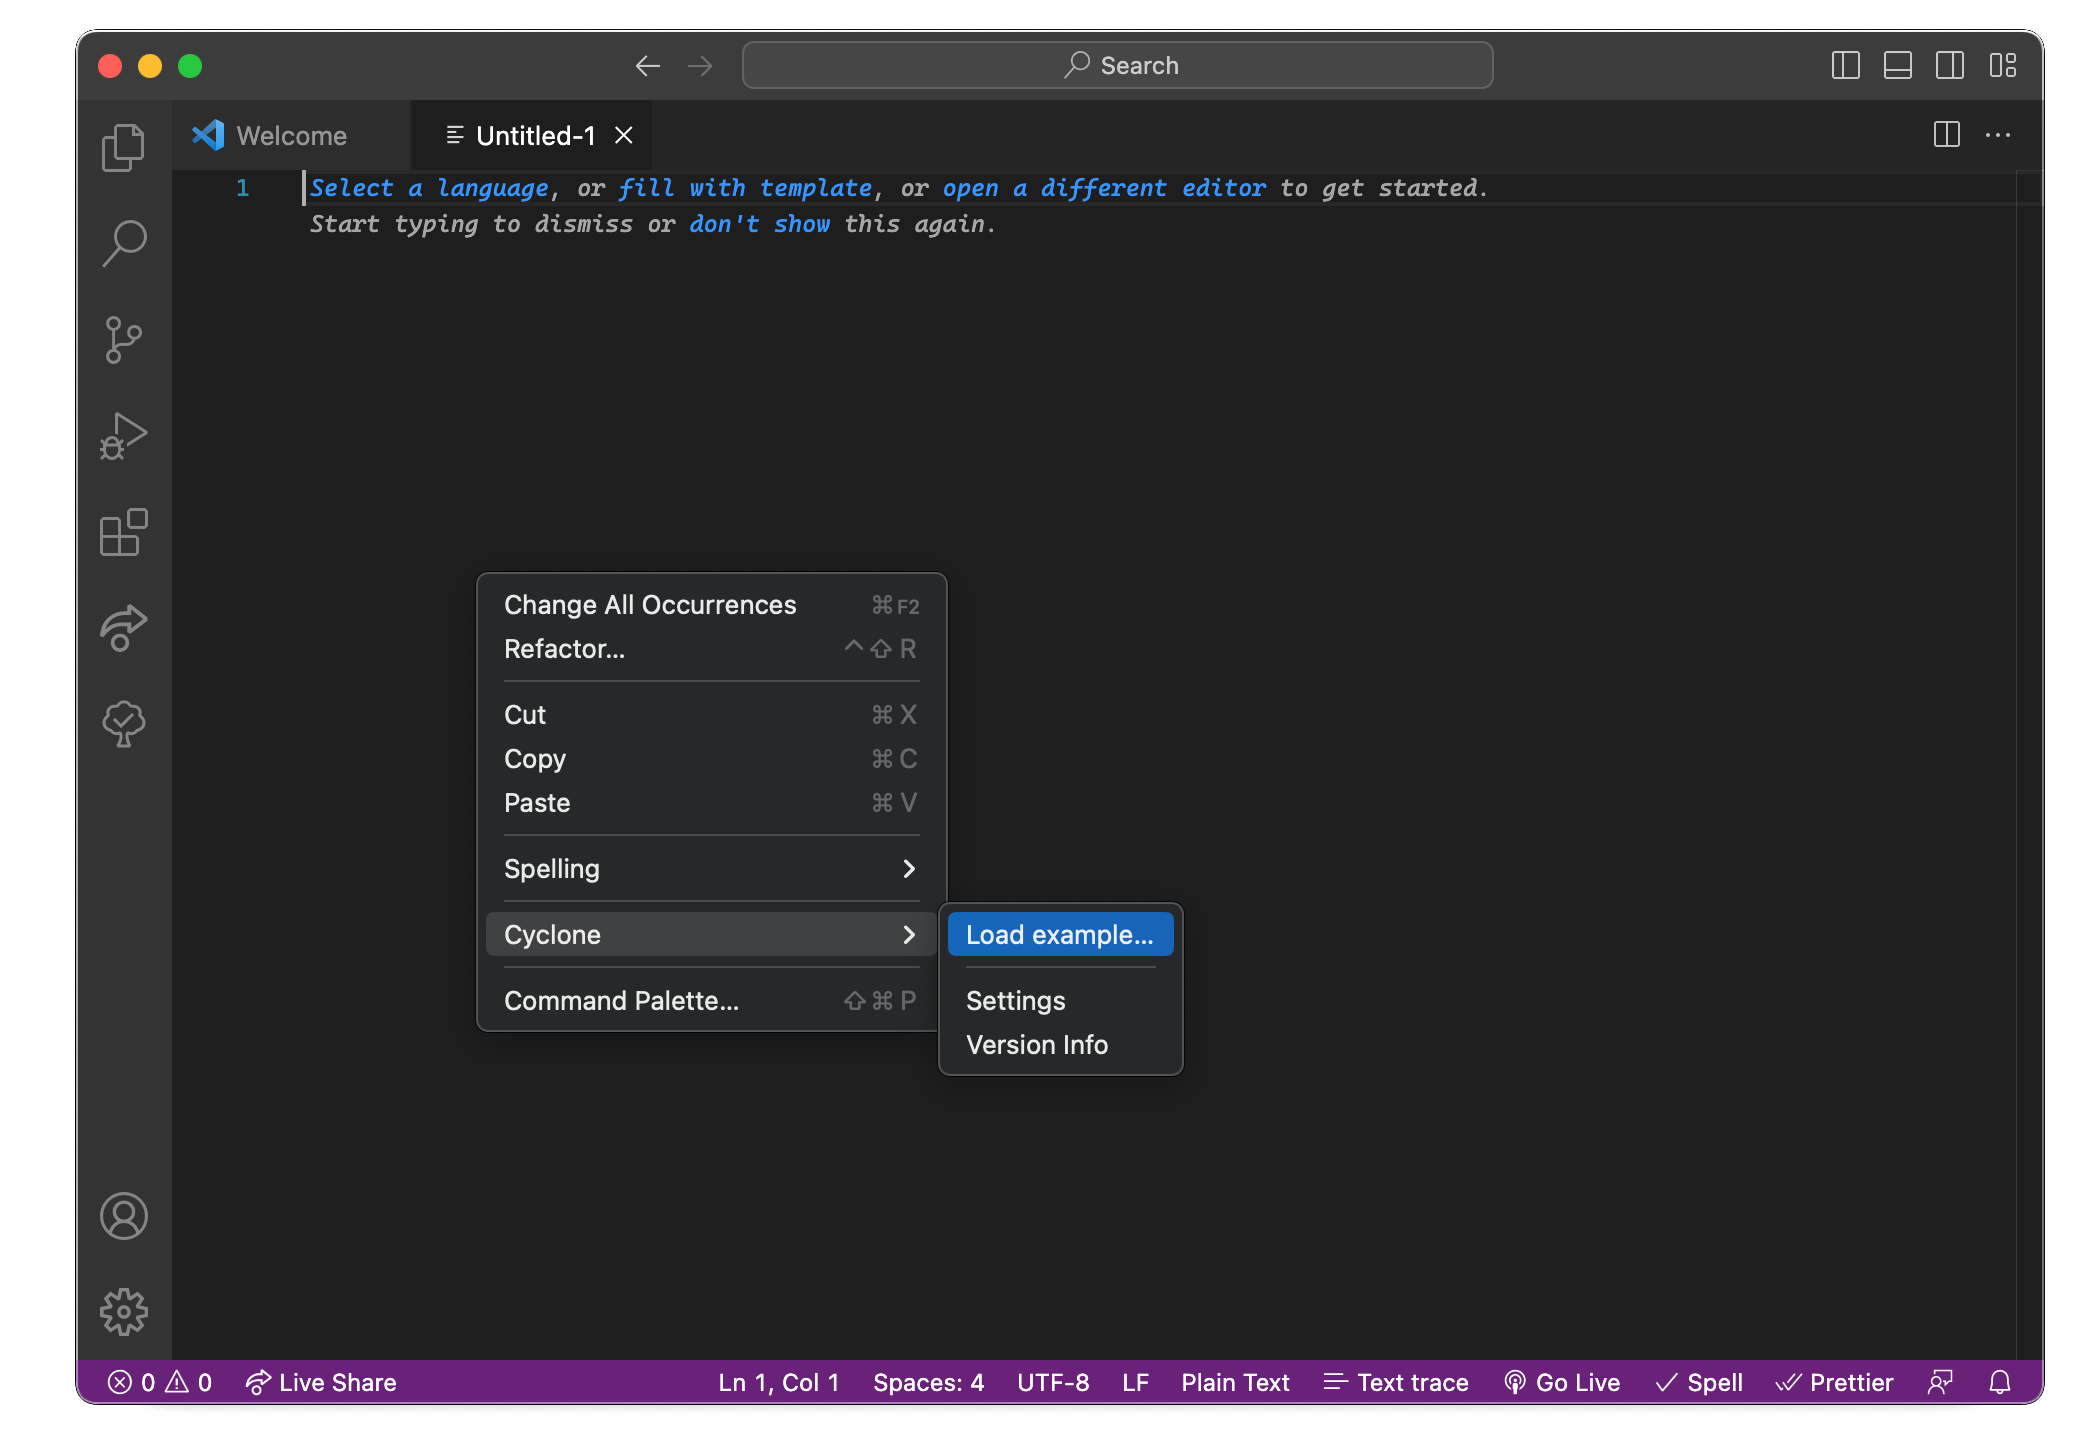 Search
Welcome
Untitled-1
1 Select a language, or fill with template, or open a different editor to get started.
Start typing to dismiss or don't show this again.
Change All Occurrences ⌘F2
Refactor... ^⇧R
Cut ⌘X
Copy ⌘C
Paste ⌘V
Spelling
Cyclone
Load example...
Command Palette... ⇧⌘P
Settings
Version Info
0 0 Live Share Ln 1, Col 1 Spaces: 4 UTF-8 LF Plain Text Text trace Go Live Spell Prettier